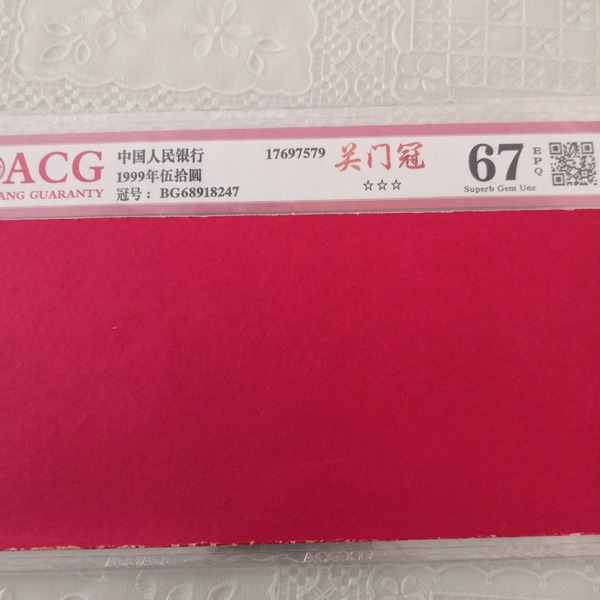 ACG
ANG GUARANTY
中国人民银行
1999年伍拾圆
冠号： BG68918247
17697579
关门冠
☆☆☆
67
EPQ
Superb Gem Unc